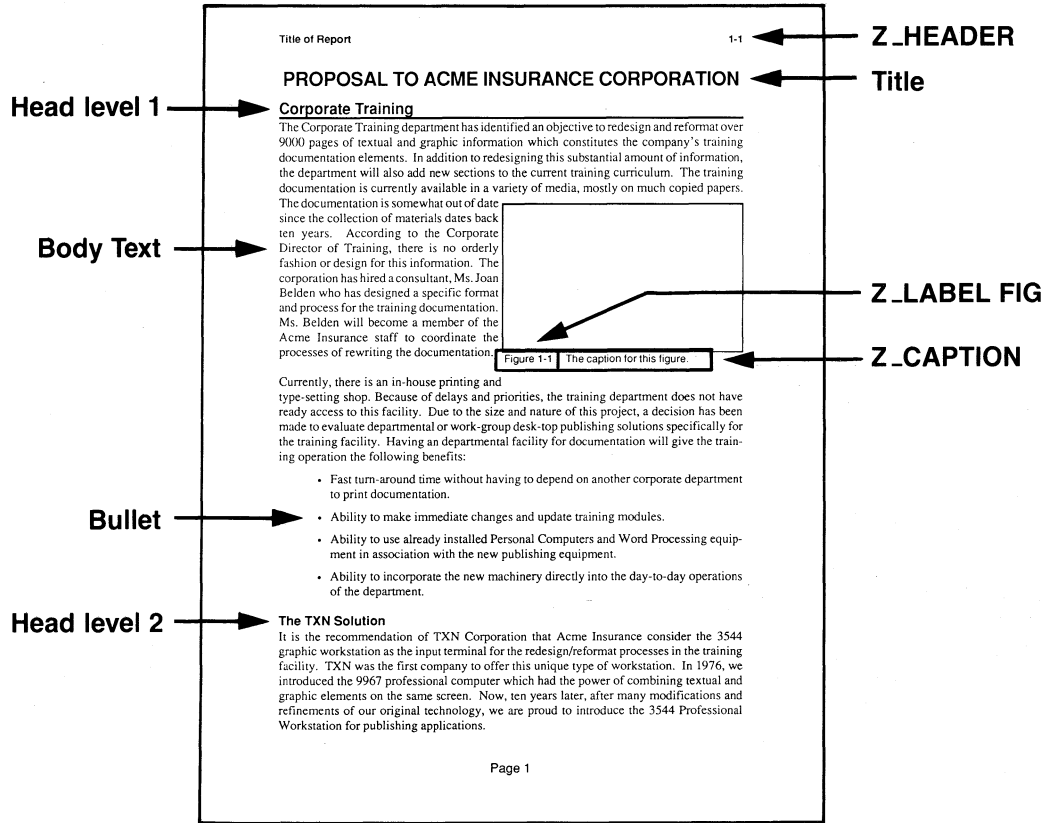 Title of Report 1-1
Z_HEADER
PROPOSAL TO ACME INSURANCE CORPORATION
Title
Head level 1
Corporate Training
The Corporate Training department has identified an objective to redesign and reformat over
9000 pages of textual and graphic information which constitutes the company's training
documentation elements. In addition to redesigning this substantial amount of information,
the department will also add new sections to the current training curriculum. The training
documentation is currently available in a variety of media, mostly on much copied papers.
The documentation is somewhat out of date
since the collection of materials dates back
ten years. According to the Corporate
Body Text
Director of Training, there is no orderly
fashion or design for this information. The
corporation has hired a consultant, Ms. Joan
Belden who has designed a specific format
and process for the training documentation.
Ms. Belden will become a member of the
Acme Insurance staff to coordinate the
processes of rewriting the documentation.
Z_LABEL FIG
Figure 1-1 The caption for this figure.
Z_CAPTION
Currently, there is an in-house printing and
type-setting shop. Because of delays and priorities, the training department does not have
ready access to this facility. Due to the size and nature of this project, a decision has been
made to evaluate departmental or work-group desk-top publishing solutions specifically for
the training facility. Having an departmental facility for documentation will give the train-
ing operation the following benefits:
• Fast turn-around time without having to depend on another corporate department
to print documentation.
Bullet
• Ability to make immediate changes and update training modules.
• Ability to use already installed Personal Computers and Word Processing equip-
ment in association with the new publishing equipment.
• Ability to incorporate the new machinery directly into the day-to-day operations
of the department.
Head level 2
The TXN Solution
It is the recommendation of TXN Corporation that Acme Insurance consider the 3544
graphic workstation as the input terminal for the redesign/reformat processes in the training
facility. TXN was the first company to offer this unique type of workstation. In 1976, we
introduced the 9967 professional computer which had the power of combining textual and
graphic elements on the same screen. Now, ten years later, after many modifications and
refinements of our original technology, we are proud to introduce the 3544 Professional
Workstation for publishing applications.
Page 1